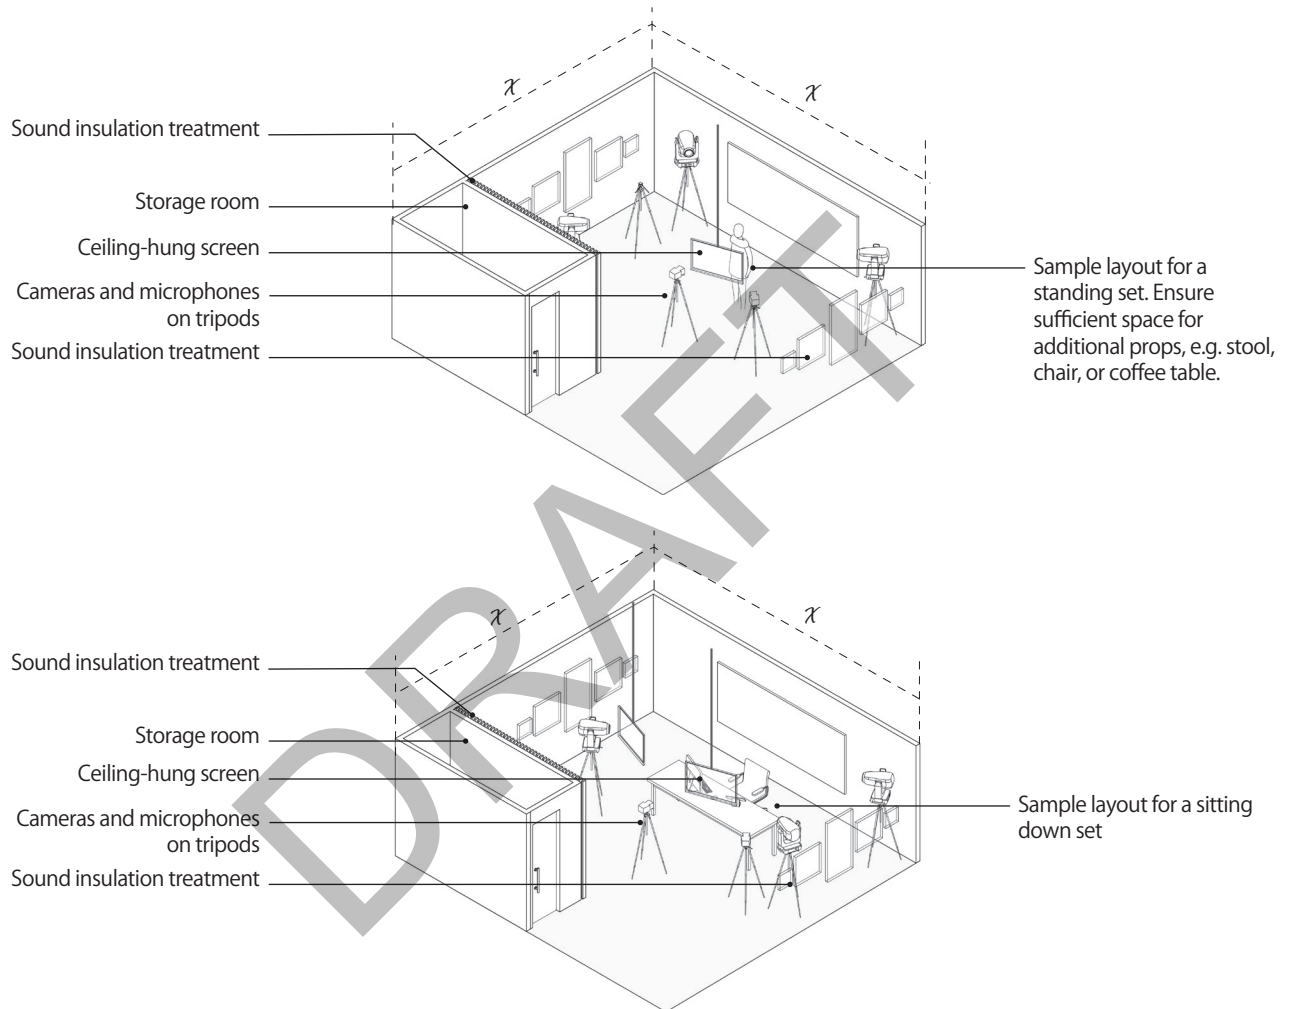 x
x
Sound insulation treatment
Storage room
Ceiling-hung screen
Cameras and microphones
on tripods
Sound insulation treatment
Sample layout for a
standing set. Ensure
sufficient space for
additional props, e.g. stool,
chair, or coffee table.
DRAFT
x
x
Sound insulation treatment
Storage room
Ceiling-hung screen
Cameras and microphones
on tripods
Sound insulation treatment
Sample layout for a sitting
down set